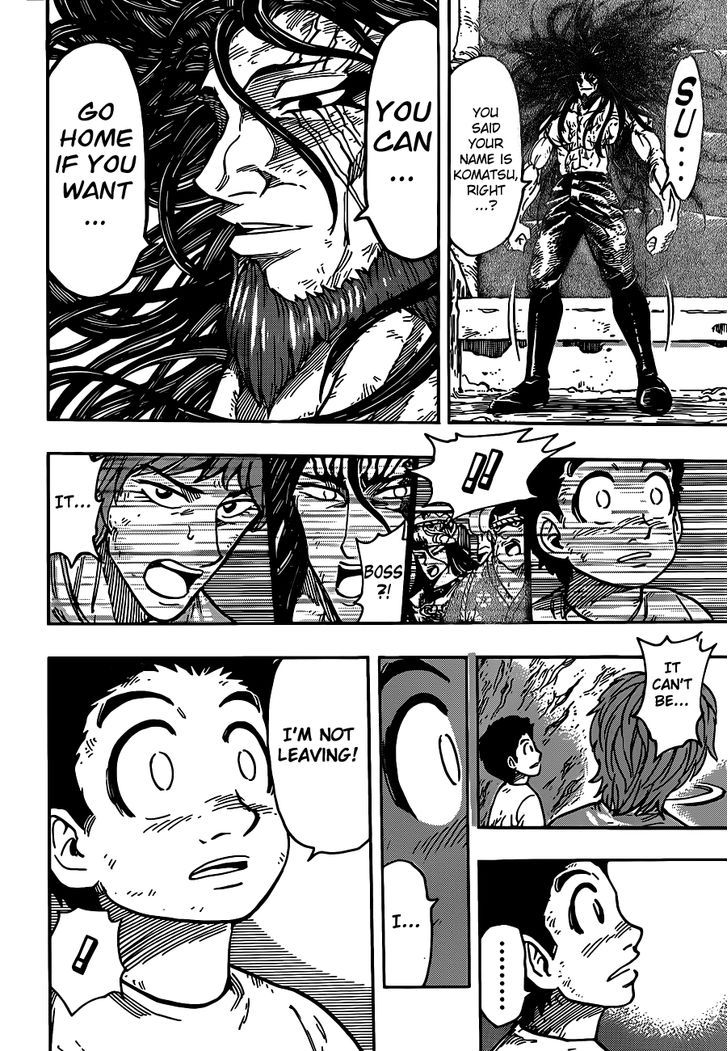 SU...
YOU
SAID
YOUR
NAME IS
KOMATSU,
RIGHT
...?
YOU
CAN
...
GO
HOME
IF YOU
WANT
...
!!
BOSS
?!
IT...
IT
CAN'T
BE...
........
I...
I'M NOT
LEAVING!
!